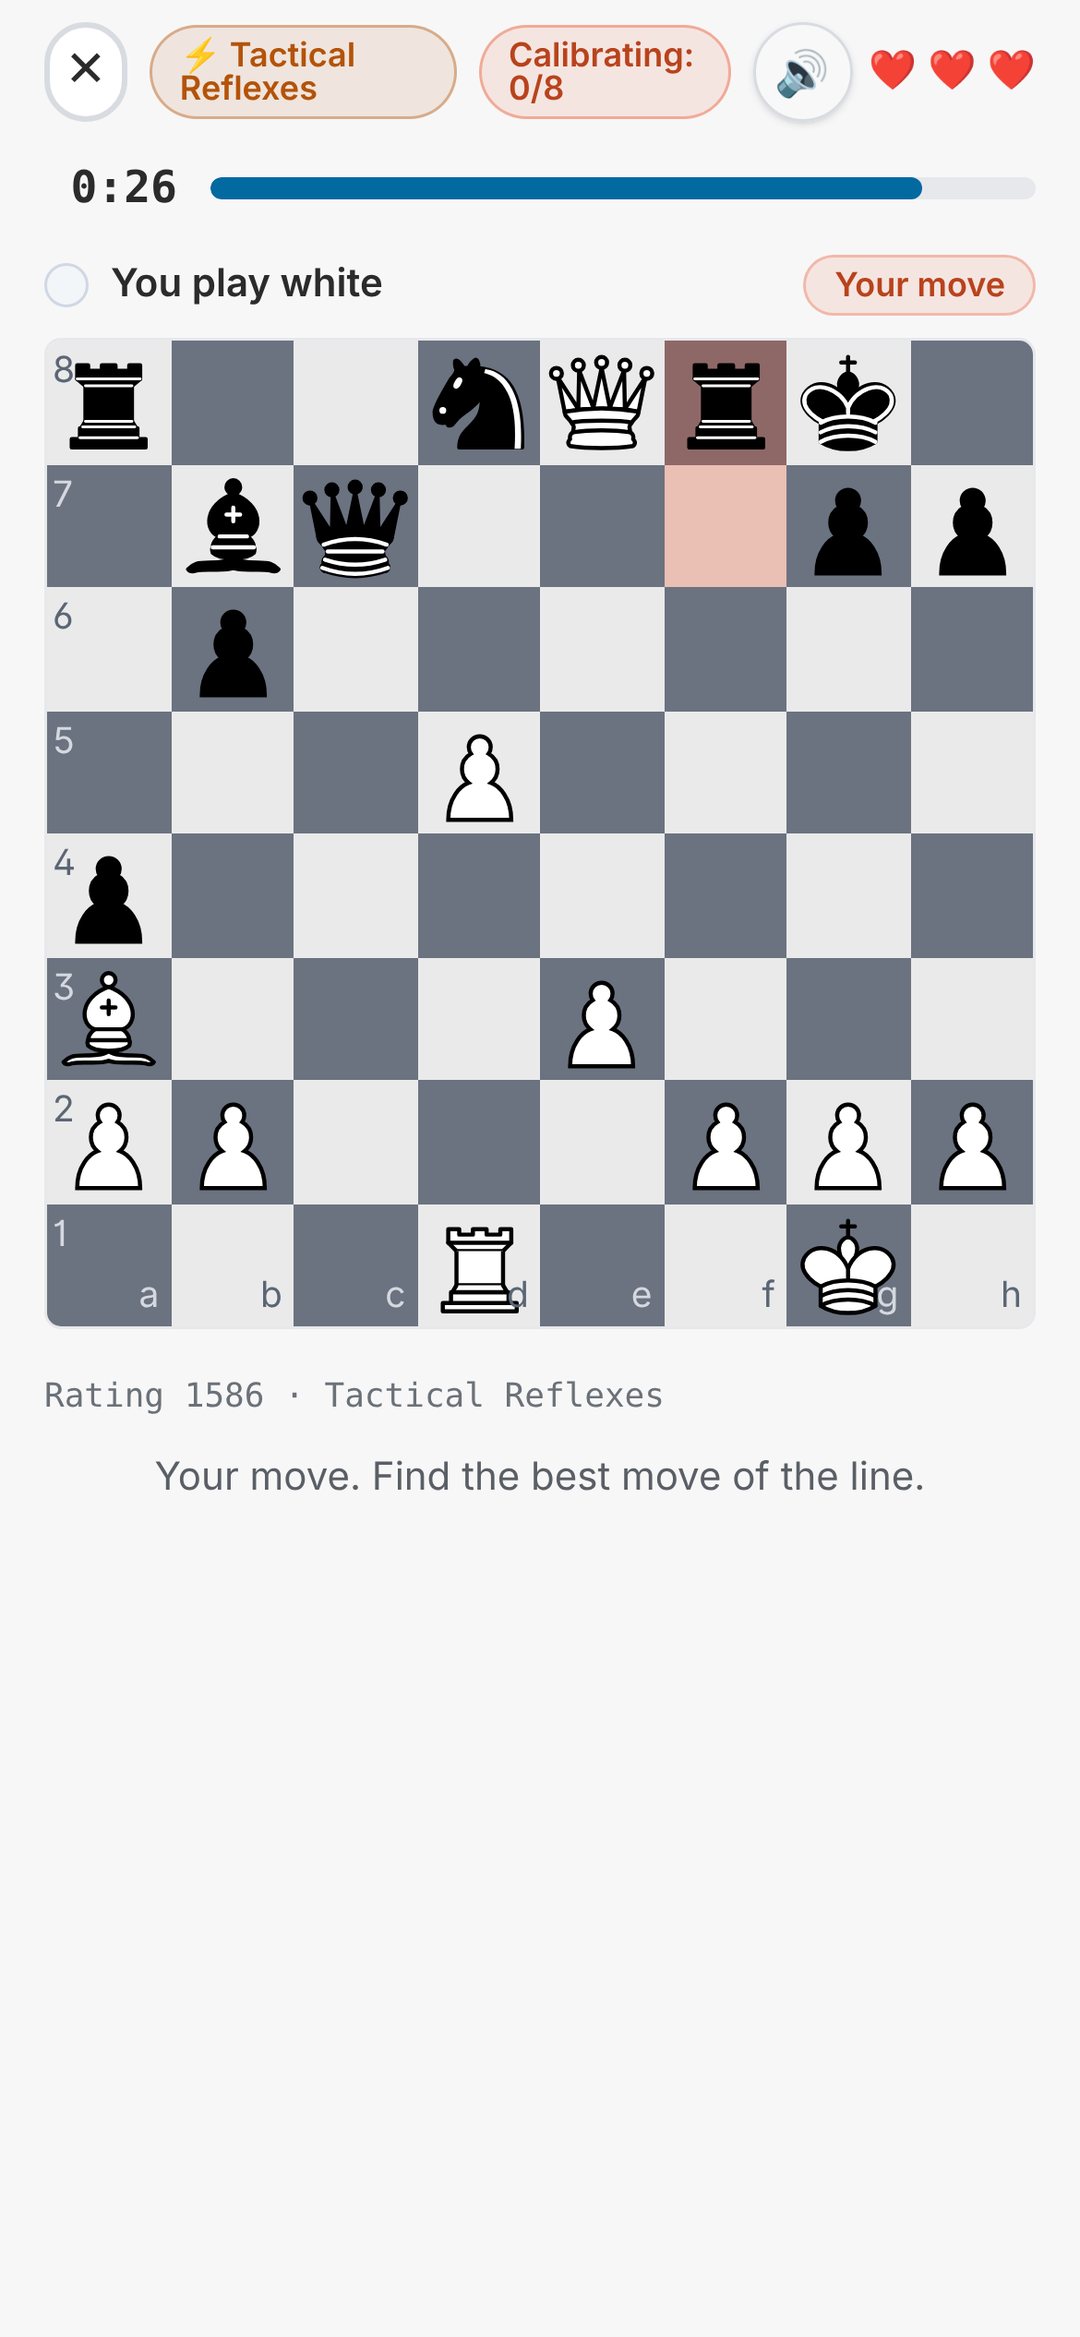 ✕
⚡ Tactical
Reflexes
Calibrating:
0/8
0:26
You play white
Your move
8
7
6
5
4
3
2
1
a b c d e f g h
Rating 1586 · Tactical Reflexes
Your move. Find the best move of the line.